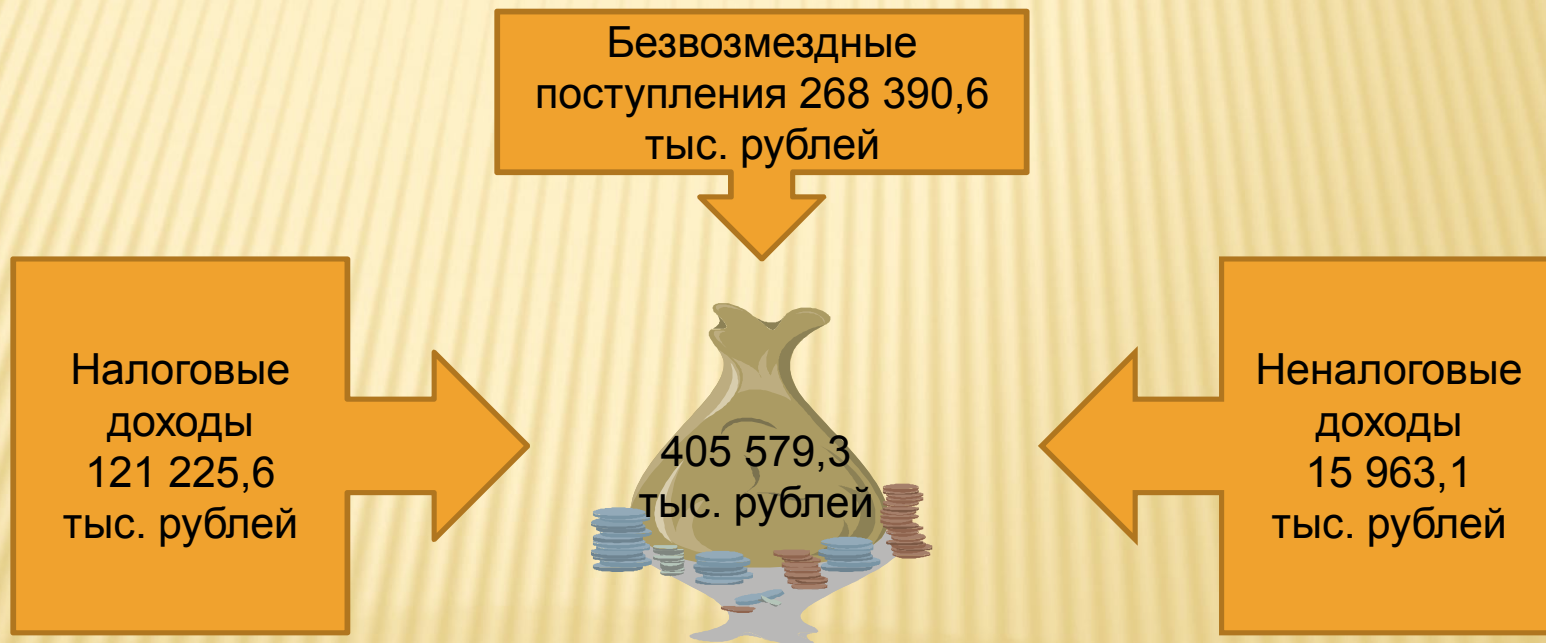 Безвозмездные
поступления 268 390,6
тыс. рублей
Налоговые
доходы
121 225,6
тыс. рублей
405 579,3
тыс. рублей
Неналоговые
доходы
15 963,1
тыс. рублей